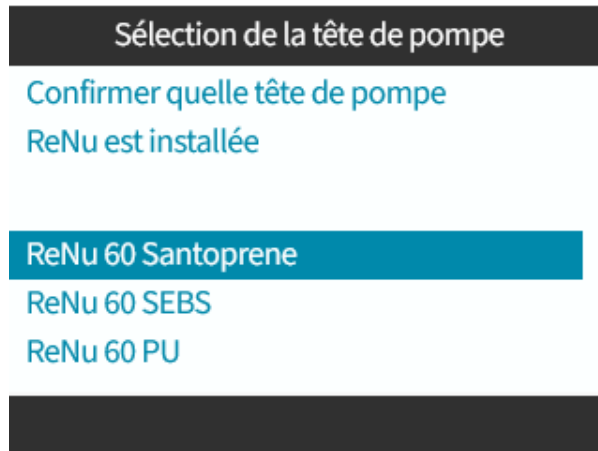 Sélection de la tête de pompe
Confirmer quelle tête de pompe
ReNu est installée
ReNu 60 Santoprene
ReNu 60 SEBS
ReNu 60 PU